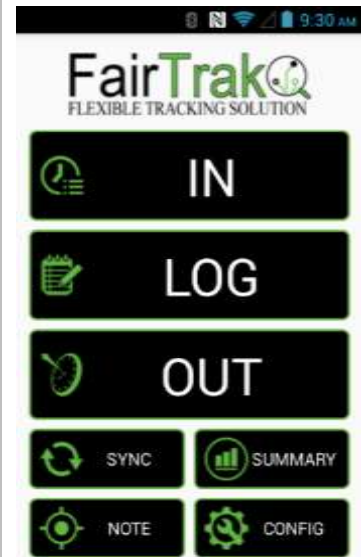 9:30 AM
FairTrak
FLEXIBLE TRACKING SOLUTION
IN
LOG
OUT
SYNC
SUMMARY
NOTE
CONFIG